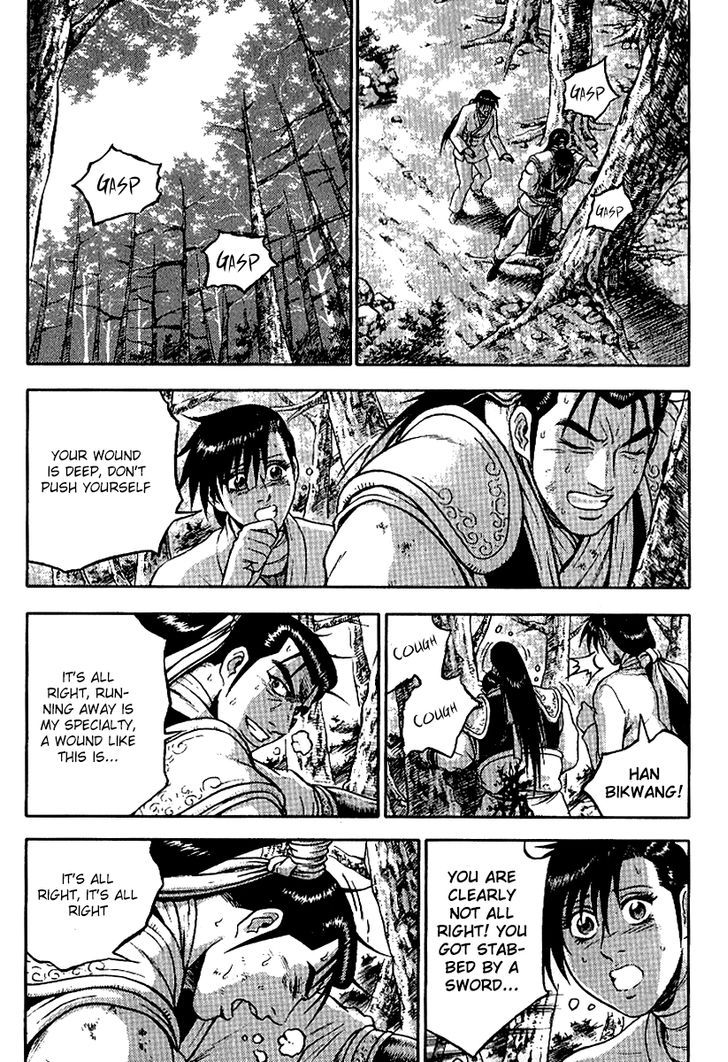 GASP
GASP
GASP
GASP
YOUR WOUND
IS DEEP, DON'T
PUSH YOURSELF
IT'S ALL
RIGHT, RUN-
NING AWAY IS
MY SPECIALTY,
A WOUND LIKE
THIS IS...
COUGH
COUGH
HAN
BIKWANG!
IT'S ALL
RIGHT, IT'S ALL
RIGHT
YOU ARE
CLEARLY
NOT ALL
RIGHT! YOU
GOT STAB-
BED BY A
SWORD...